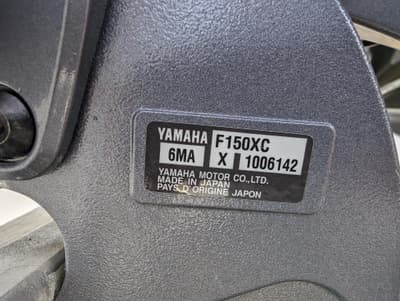 YAMAHA F150XC
6MA X 1006142
YAMAHA MOTOR CO., LTD.
MADE IN JAPAN
PAYS D ORIGINE JAPON